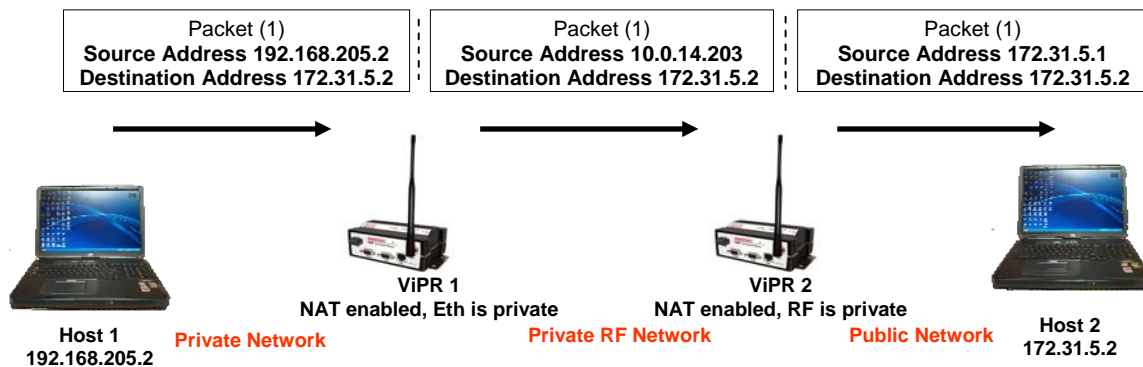 Packet (1)
Source Address 192.168.205.2
Destination Address 172.31.5.2
Packet (1)
Source Address 10.0.14.203
Destination Address 172.31.5.2
Packet (1)
Source Address 172.31.5.1
Destination Address 172.31.5.2
ViPR 1
NAT enabled, Eth is private
ViPR 2
NAT enabled, RF is private
Host 1
192.168.205.2
Private Network
Private RF Network
Public Network
Host 2
172.31.5.2